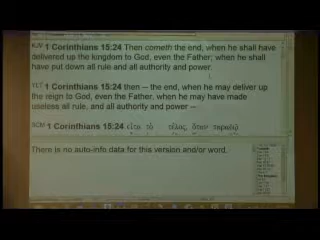 KJV 1 Corinthians 15:24 Then cometh the end, when he shall have
delivered up the kingdom to God, even the Father; when he shall
have put down all rule and all authority and power.
YLT 1 Corinthians 15:24 then -- the end, when he may deliver up
the reign to God, even the Father, when he may have made
useless all rule, and all authority and power --
1 Corinthians 15:24 εἶτα τὸ τέλος, ὅταν
There is no auto-info data for this version and/or word.